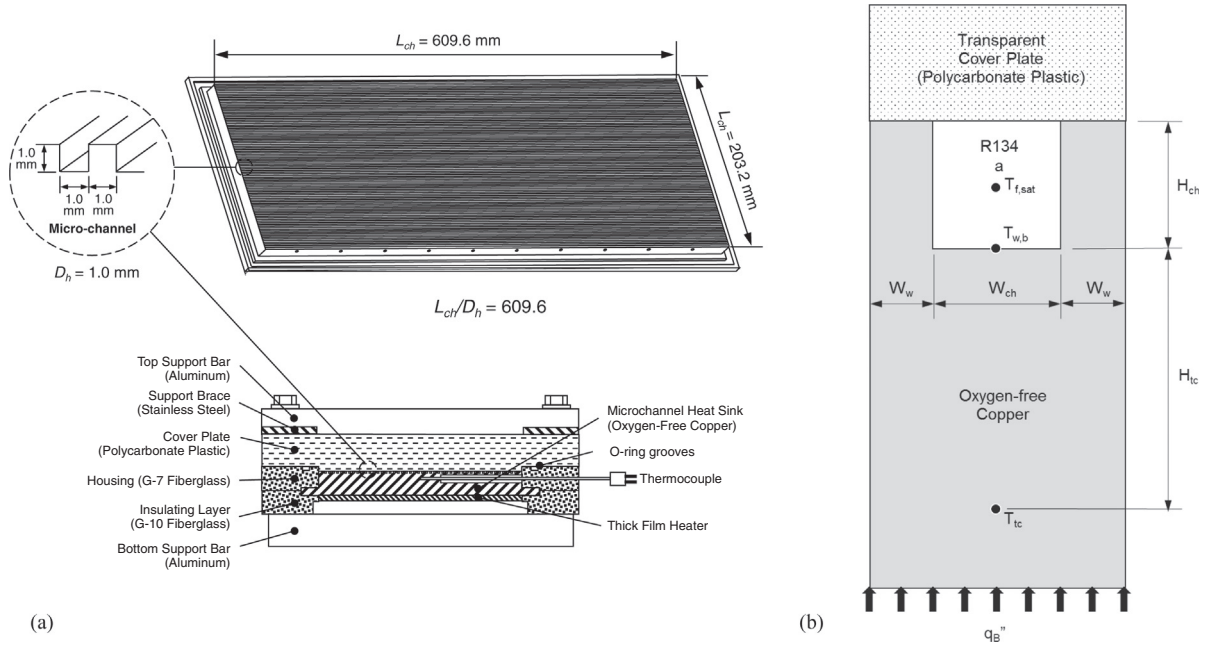 L_ch = 609.6 mm
L_ch = 203.2 mm
1.0
mm
1.0
mm
1.0
mm
Micro-channel
D_h = 1.0 mm
L_ch/D_h = 609.6
Top Support Bar
(Aluminum)
Support Brace
(Stainless Steel)
Cover Plate
(Polycarbonate Plastic)
Housing (G-7 Fiberglass)
Insulating Layer
(G-10 Fiberglass)
Bottom Support Bar
(Aluminum)
Microchannel Heat Sink
(Oxygen-Free Copper)
O-ring grooves
Thermocouple
Thick Film Heater
(a)
Transparent
Cover Plate
(Polycarbonate Plastic)
R134
a
T_f,sat
H_ch
T_w,b
W_w
W_ch
W_w
H_tc
Oxygen-free
Copper
T_tc
q_B"
(b)